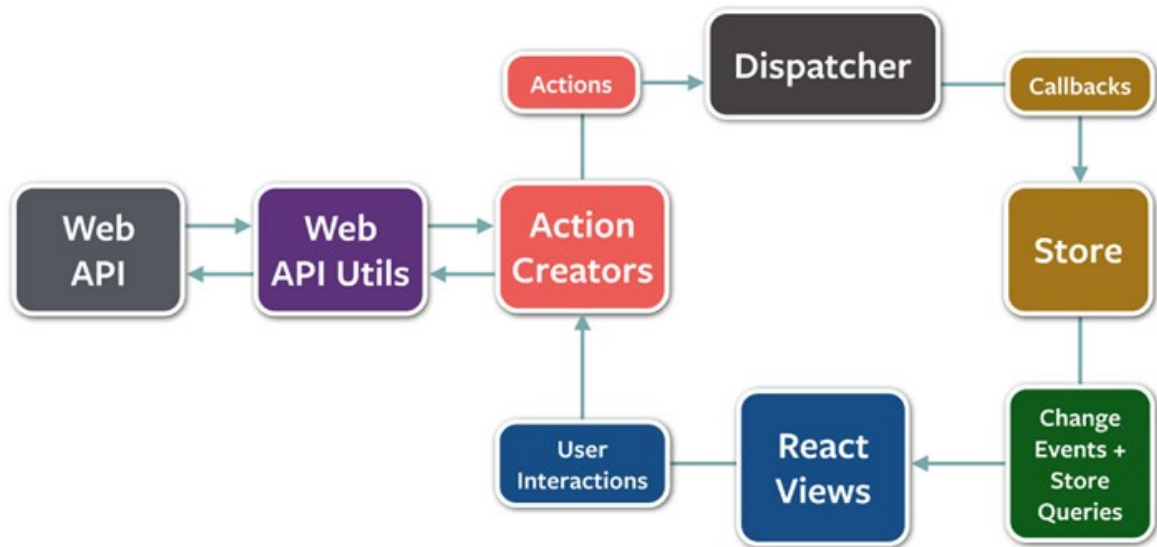 Dispatcher
Actions
Callbacks
Web
API
Web
API Utils
Action
Creators
Store
User
Interactions
React
Views
Change
Events +
Store
Queries